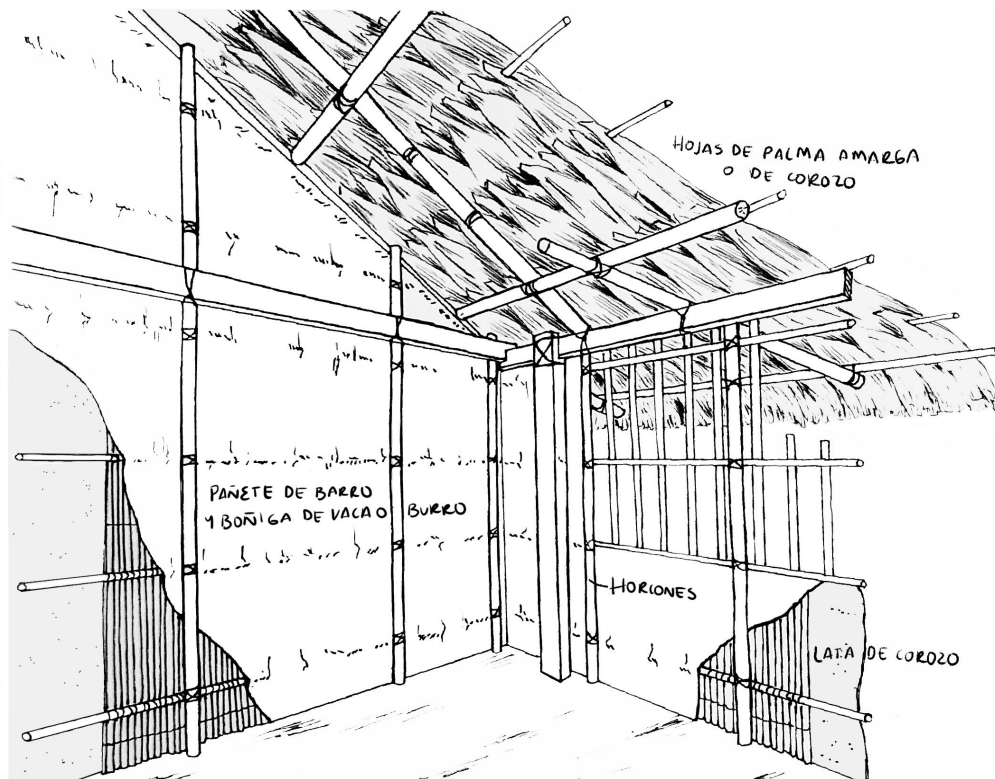 HOJAS DE PALMA AMARGA
O DE COROZO
PAÑETE DE BARRO
Y BOÑIGA DE VACA O BURRO
HORCONES
LATA DE COROZO